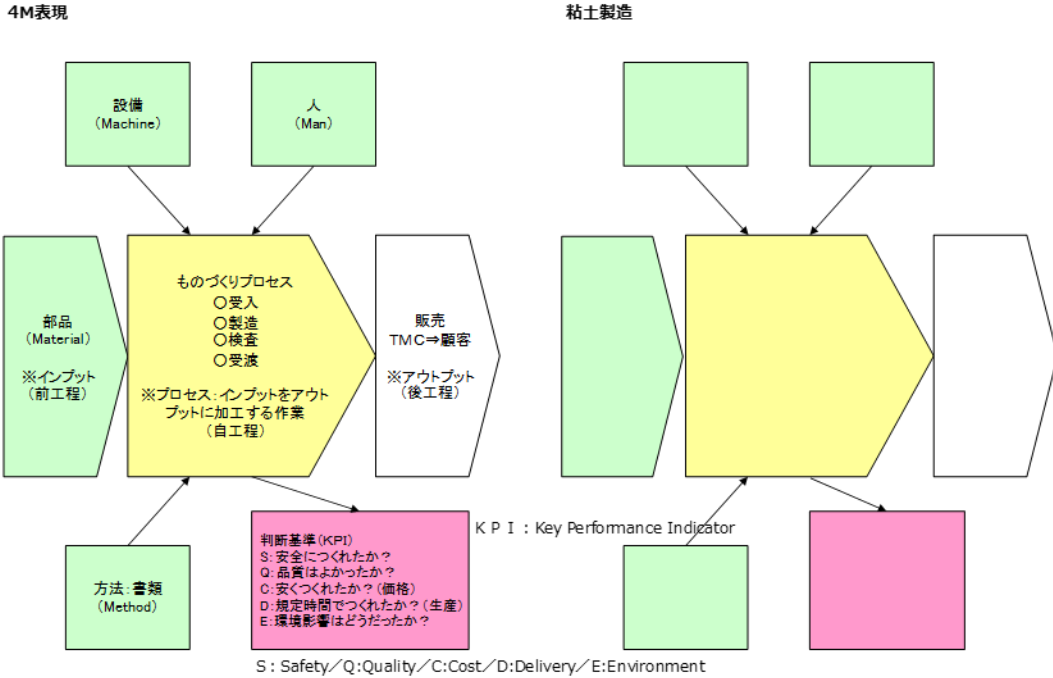 4M表現
粘土製造
設備
(Machine)
人
(Man)
部品
(Material)
※インプット
(前工程)
ものづくりプロセス
○受入
○製造
○検査
○受渡
※プロセス:インプットをアウト
プットに加工する作業
(自工程)
販売
TMC⇒顧客
※アウトプット
(後工程)
方法:書類
(Method)
判断基準(KPI)
S:安全につくれたか?
Q:品質はよかったか?
C:安くつくれたか?(価格)
D:規定時間でつくれたか?(生産)
E:環境影響はどうだったか?
KPI:Key Performance Indicator
S:Safety/Q:Quality/C:Cost/D:Delivery/E:Environment